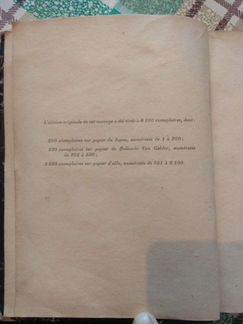 L'édition originale de cet ouvrage a été tirée à exemplaires, dont
exemplaires sur papier du Japon, numérotés de 1 à
exemplaires sur papier de Hollande Van Gelder, numérotés
de à
exemplaires sur papier d'alfa, numérotés de à